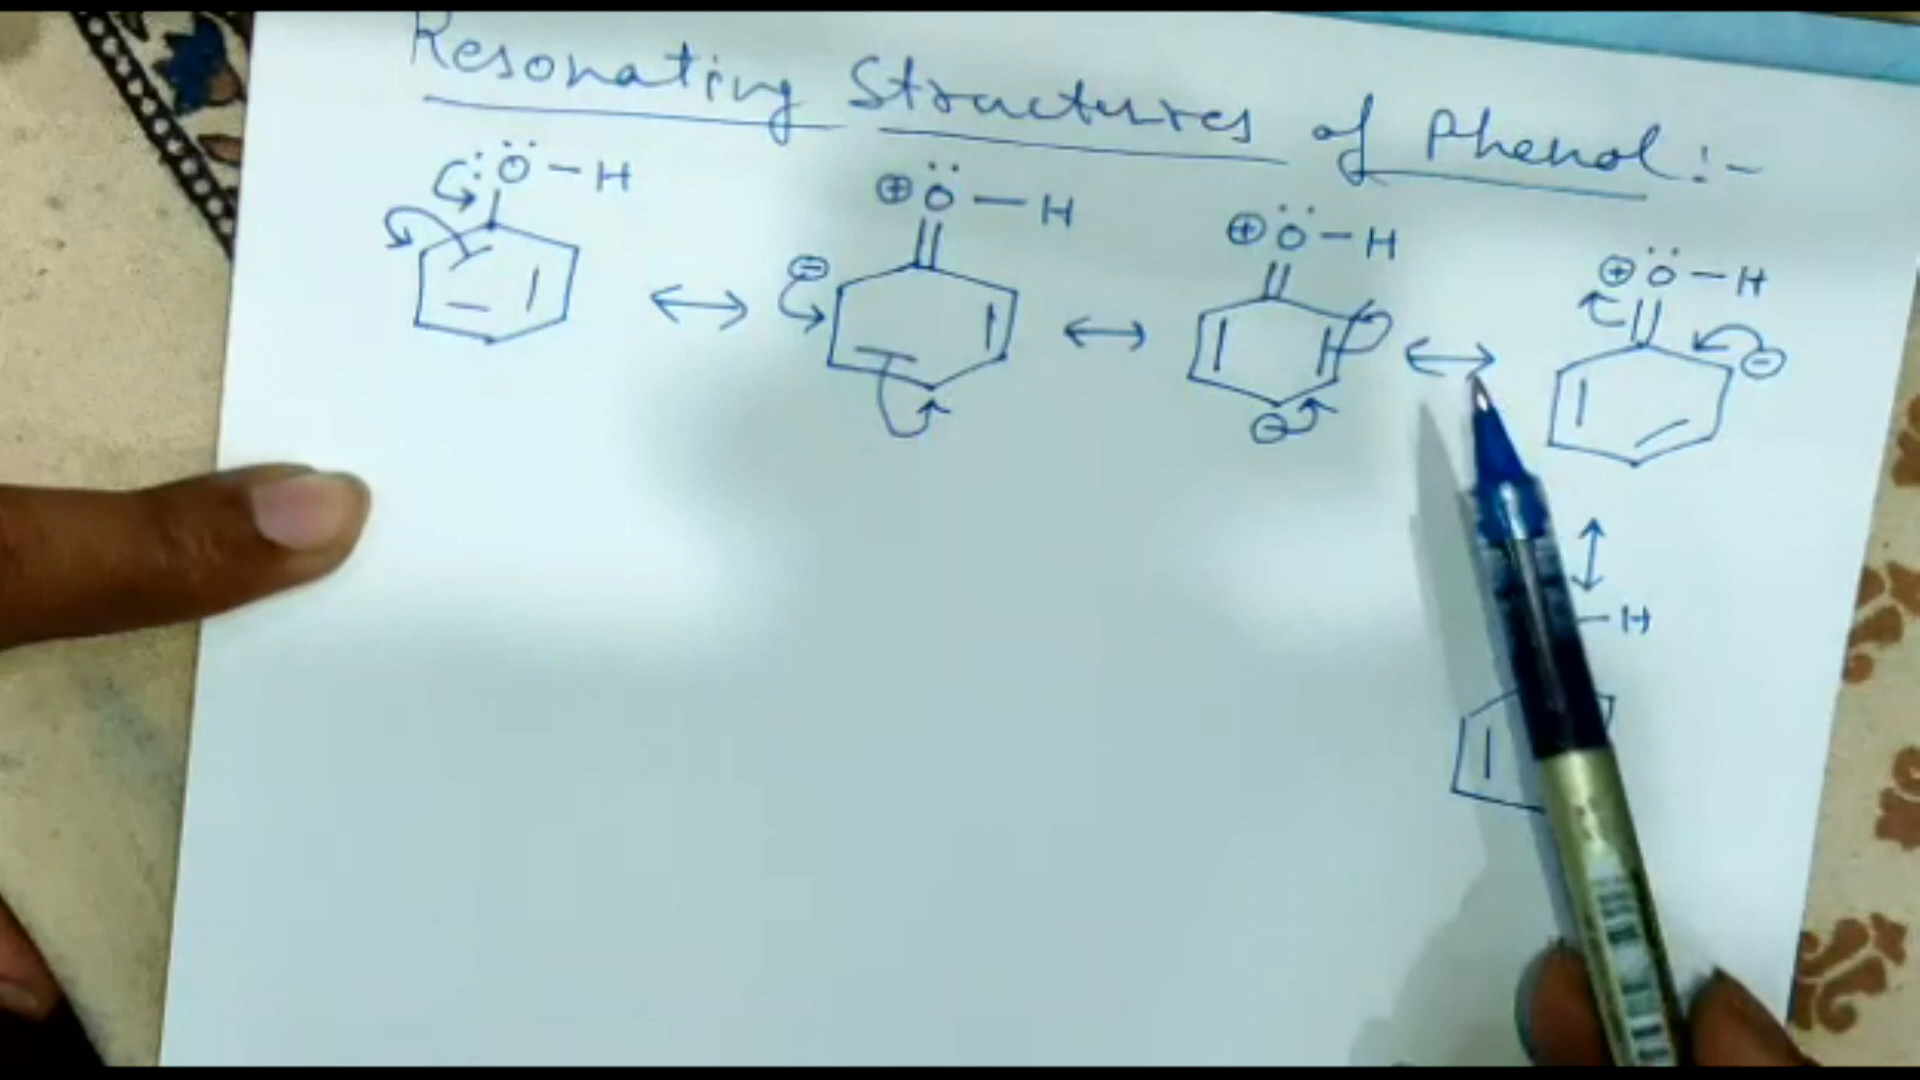 Resonating Structures of Phenol:-
:Ö-H
⊕Ö-H
⊕Ö-H
⊕Ö-H
⊖
⊖
⊖
-H